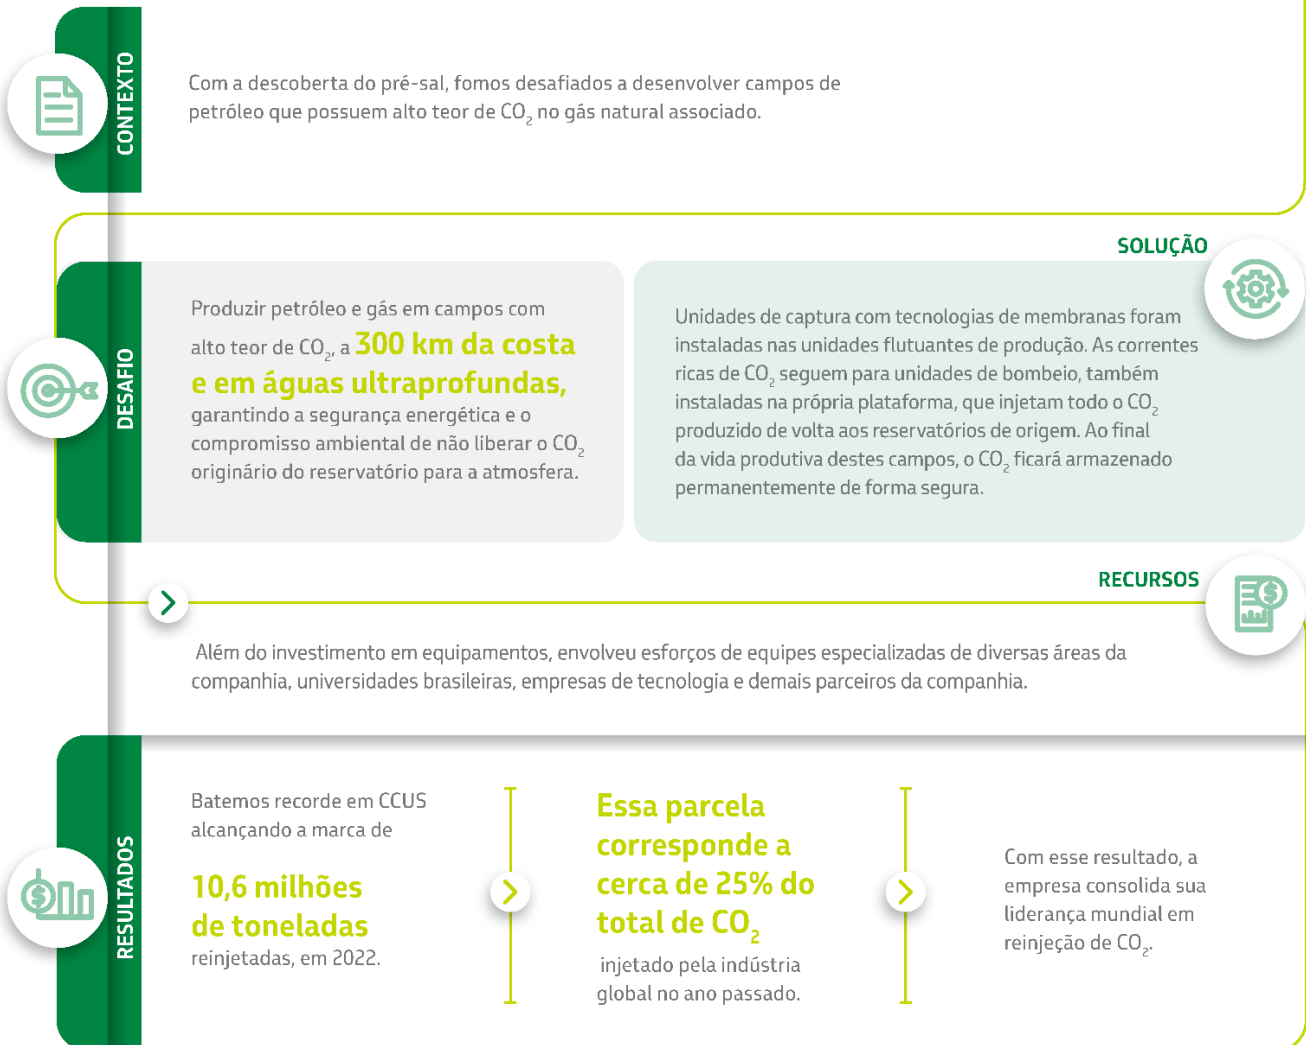 CONTEXTO
Com a descoberta do pré-sal, fomos desafiados a desenvolver campos de
petróleo que possuem alto teor de CO₂ no gás natural associado.
DESAFIO
Produzir petróleo e gás em campos com
alto teor de CO₂, a 300 km da costa
e em águas ultraprofundas,
garantindo a segurança energética e o
compromisso ambiental de não liberar o CO₂
originário do reservatório para a atmosfera.
SOLUÇÃO
Unidades de captura com tecnologias de membranas foram
instaladas nas unidades flutuantes de produção. As correntes
ricas de CO₂ seguem para unidades de bombeio, também
instaladas na própria plataforma, que injetam todo o CO₂
produzido de volta aos reservatórios de origem. Ao final
da vida produtiva destes campos, o CO₂ ficará armazenado
permanentemente de forma segura.
RECURSOS
Além do investimento em equipamentos, envolveu esforços de equipes especializadas de diversas áreas da
companhia, universidades brasileiras, empresas de tecnologia e demais parceiros da companhia.
RESULTADOS
Batemos recorde em CCUS
alcançando a marca de
10,6 milhões
de toneladas
reinjetadas, em 2022.
Essa parcela
corresponde a
cerca de 25% do
total de CO₂
injetado pela indústria
global no ano passado.
Com esse resultado, a
empresa consolida sua
liderança mundial em
reinjeção de CO₂.